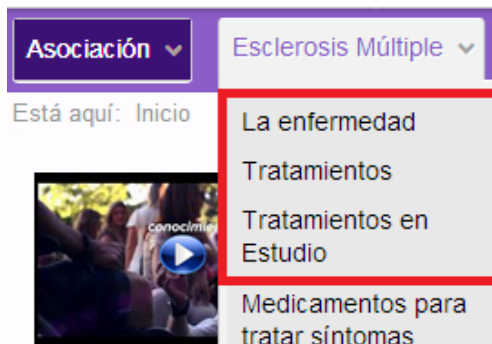 Asociación
Esclerosis Múltiple
Está aquí: Inicio
La enfermedad
Tratamientos
Tratamientos en
Estudio
Medicamentos para
tratar síntomas